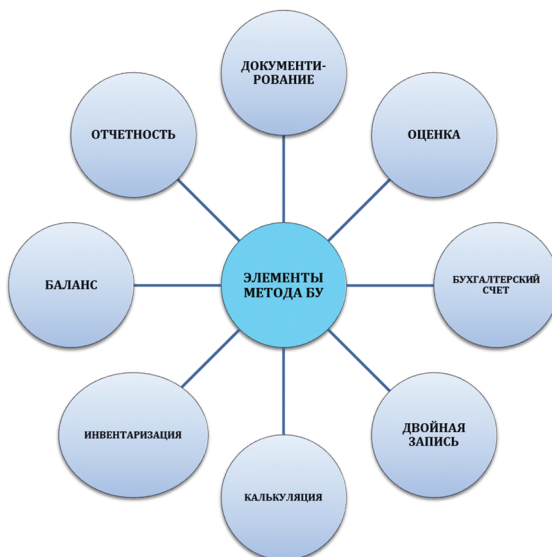 ДОКУМЕНТИ-
РОВАНИЕ
ОТЧЕТНОСТЬ
ОЦЕНКА
ЭЛЕМЕНТЫ
МЕТОДА БУ
БАЛАНС
БУХГАЛТЕРСКИЙ
СЧЕТ
ИНВЕНТАРИЗАЦИЯ
ДВОЙНАЯ
ЗАПИСЬ
КАЛЬКУЛЯЦИЯ